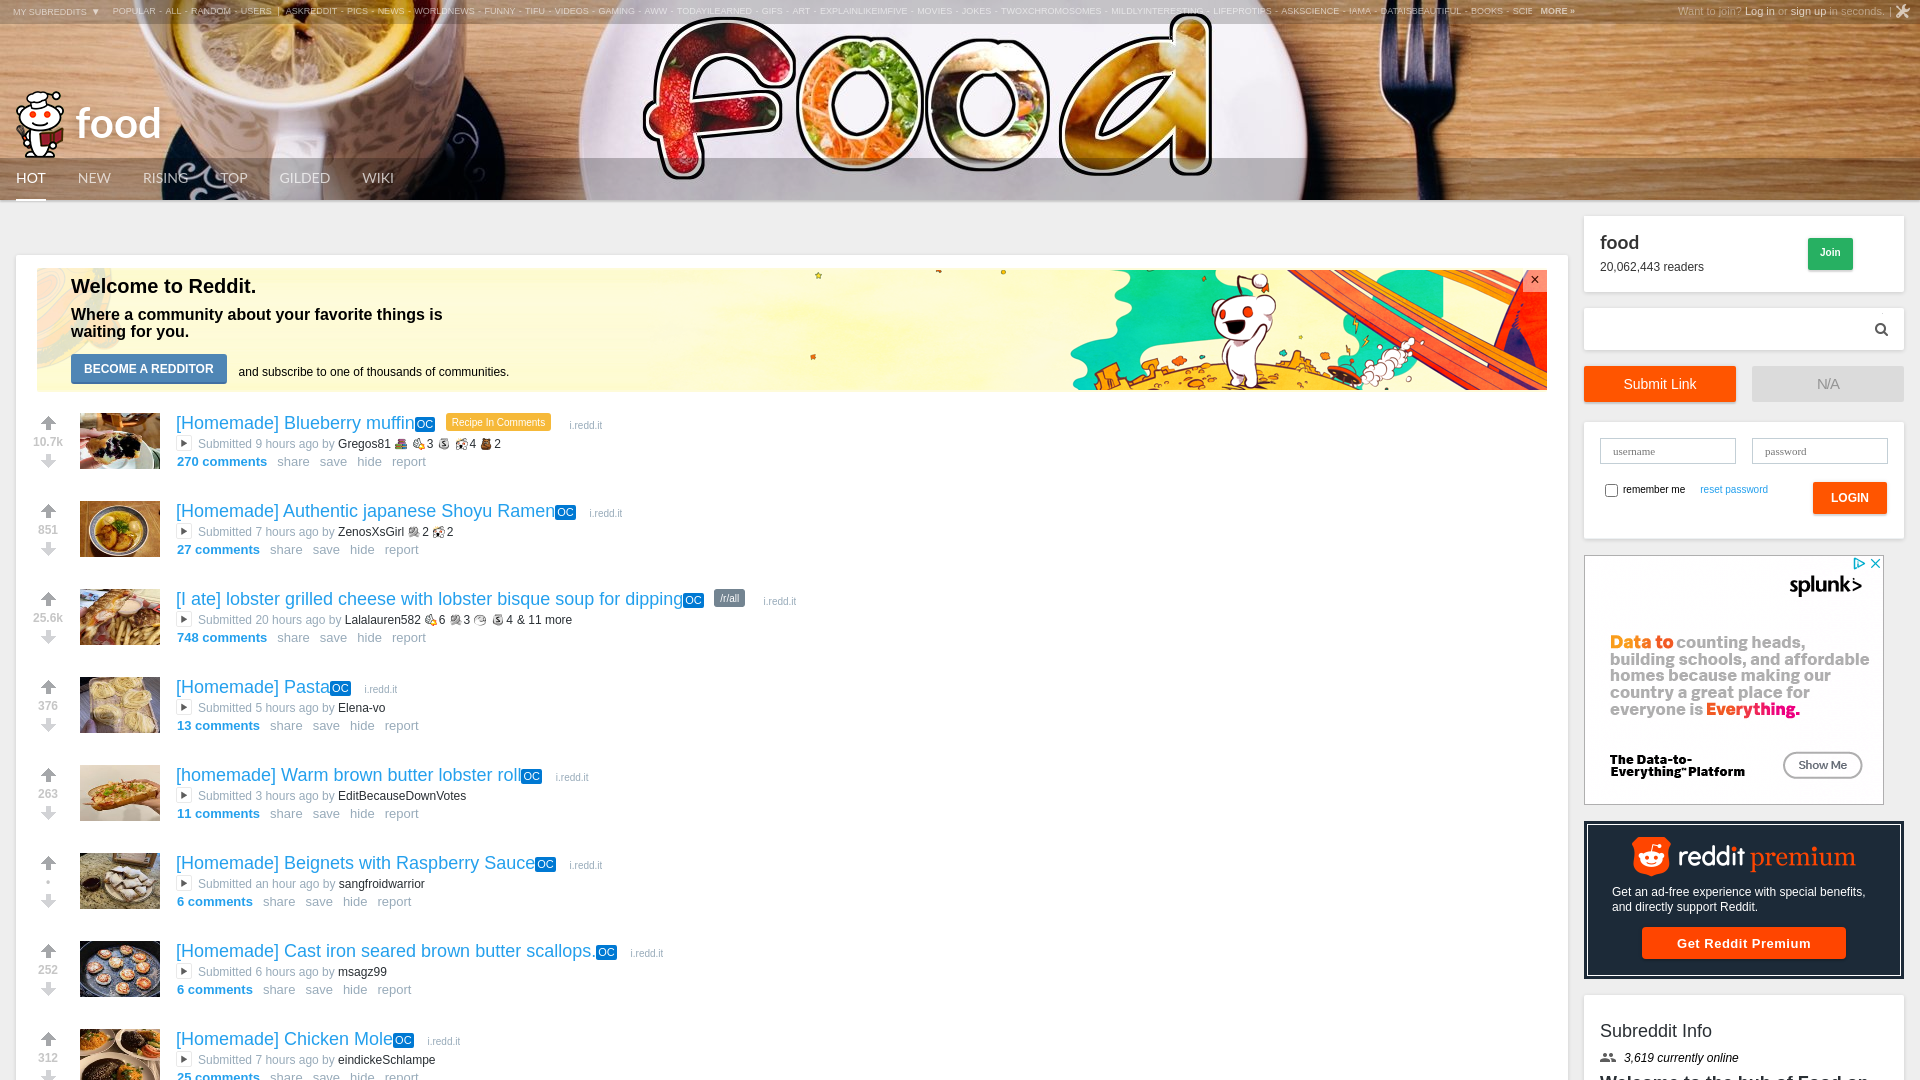 MY SUBREDDITS ▼ POPULAR - ALL - RANDOM - USERS | ASKREDDIT - PICS - NEWS - WORLDNEWS - FUNNY - TIFU - VIDEOS - GAMING - AWW - TODAYILEARNED - GIFS - ART - EXPLAINLIKEIMFIVE - MOVIES - JOKES - TWOXCHROMOSOMES - MILDLYINTERESTING - LIFEPROTIPS - ASKSCIENCE - IAMA - DATAISBEAUTIFUL - BOOKS - SCIE MORE »
Want to join? Log in or sign up in seconds. |
food
food
HOT NEW RISING TOP GILDED WIKI
Welcome to Reddit.
Where a community about your favorite things is
waiting for you.
BECOME A REDDITOR and subscribe to one of thousands of communities.
×
10.7k
[Homemade] Blueberry muffin OC Recipe In Comments i.redd.it
Submitted 9 hours ago by Gregos81 3 4 2
270 comments share save hide report
851
[Homemade] Authentic japanese Shoyu Ramen OC i.redd.it
Submitted 7 hours ago by ZenosXsGirl 2 2
27 comments share save hide report
25.6k
[I ate] lobster grilled cheese with lobster bisque soup for dipping OC /r/all i.redd.it
Submitted 20 hours ago by Lalalauren582 6 3 4 & 11 more
748 comments share save hide report
376
[Homemade] Pasta OC i.redd.it
Submitted 5 hours ago by Elena-vo
13 comments share save hide report
263
[homemade] Warm brown butter lobster roll OC i.redd.it
Submitted 3 hours ago by EditBecauseDownVotes
11 comments share save hide report
•
[Homemade] Beignets with Raspberry Sauce OC i.redd.it
Submitted an hour ago by sangfroidwarrior
6 comments share save hide report
252
[Homemade] Cast iron seared brown butter scallops. OC i.redd.it
Submitted 6 hours ago by msagz99
6 comments share save hide report
312
[Homemade] Chicken Mole OC i.redd.it
Submitted 7 hours ago by eindickeSchlampe
25 comments share save hide report
food
20,062,443 readers
Join
Submit Link
N/A
username
password
remember me reset password
LOGIN
splunk>
Data to counting heads,
building schools, and affordable
homes because making our
country a great place for
everyone is Everything.
The Data-to-
Everything™ Platform
Show Me
reddit premium
Get an ad-free experience with special benefits,
and directly support Reddit.
Get Reddit Premium
Subreddit Info
3,619 currently online
Welcome to the hub of Food on